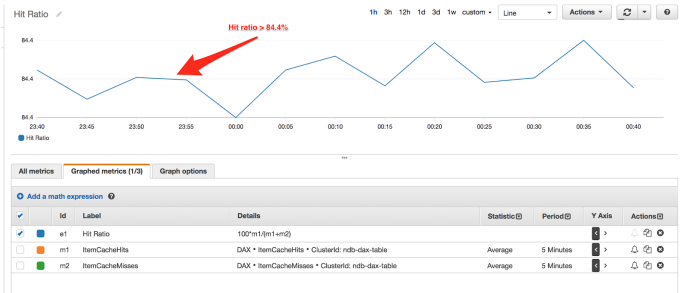 Hit Ratio
1h 3h 12h 1d 3d 1w custom Line Actions
Hit ratio > 84.4%
84.4
84.4
84.4
23:40 23:45 23:50 23:55 00:00 00:05 00:10 00:15 00:20 00:25 00:30 00:35 00:40
Hit Ratio
All metrics Graphed metrics (1/3) Graph options
Add a math expression
Id Label Details Statistic Period Y Axis Actions
e1 Hit Ratio 100*m1/(m1+m2)
m1 ItemCacheHits DAX • ItemCacheHits • ClusterId: ndb-dax-table Average 5 Minutes
m2 ItemCacheMisses DAX • ItemCacheMisses • ClusterId: ndb-dax-table Average 5 Minutes